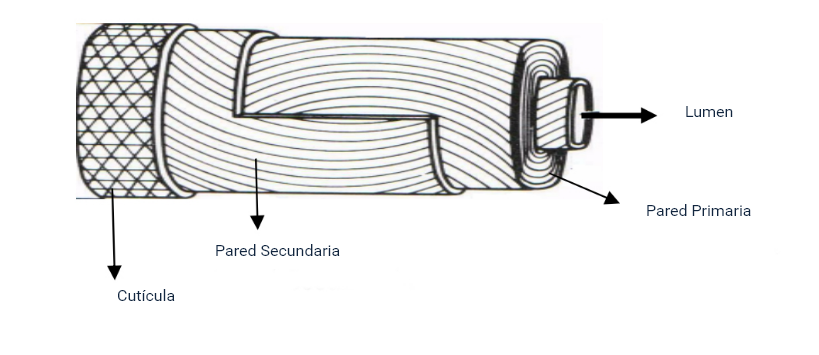 Lumen
Pared Primaria
Pared Secundaria
Cutícula